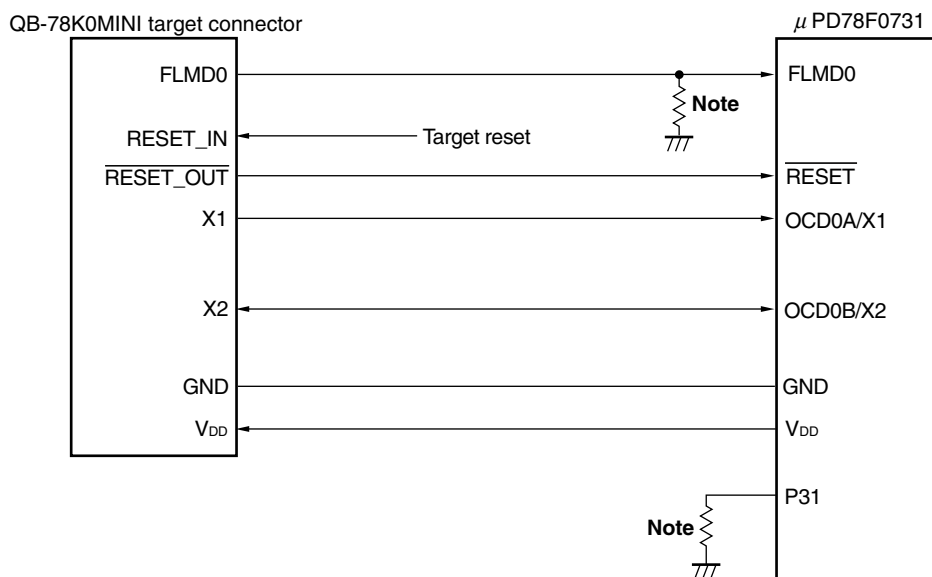 QB-78K0MINI target connector
μ PD78F0731
FLMD0
FLMD0
Note
RESET_IN
Target reset
RESET_OUT
RESET
X1
OCD0A/X1
X2
OCD0B/X2
GND
GND
VDD
VDD
P31
Note